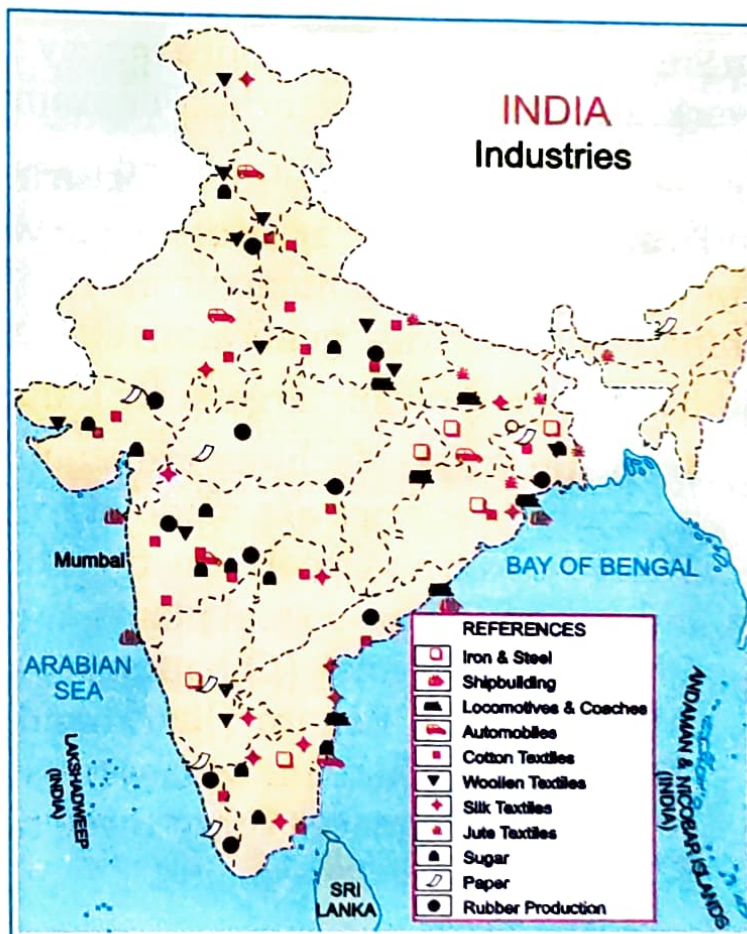 INDIA
Industries
Mumbai
BAY OF BENGAL
ARABIAN
SEA
LAKSHADWEEP
(INDIA)
ANDAMAN & NICOBAR ISLANDS
(INDIA)
SRI
LANKA
REFERENCES
Iron & Steel
Shipbuilding
Locomotives & Coaches
Automobiles
Cotton Textiles
Woollen Textiles
Silk Textiles
Jute Textiles
Sugar
Paper
Rubber Production